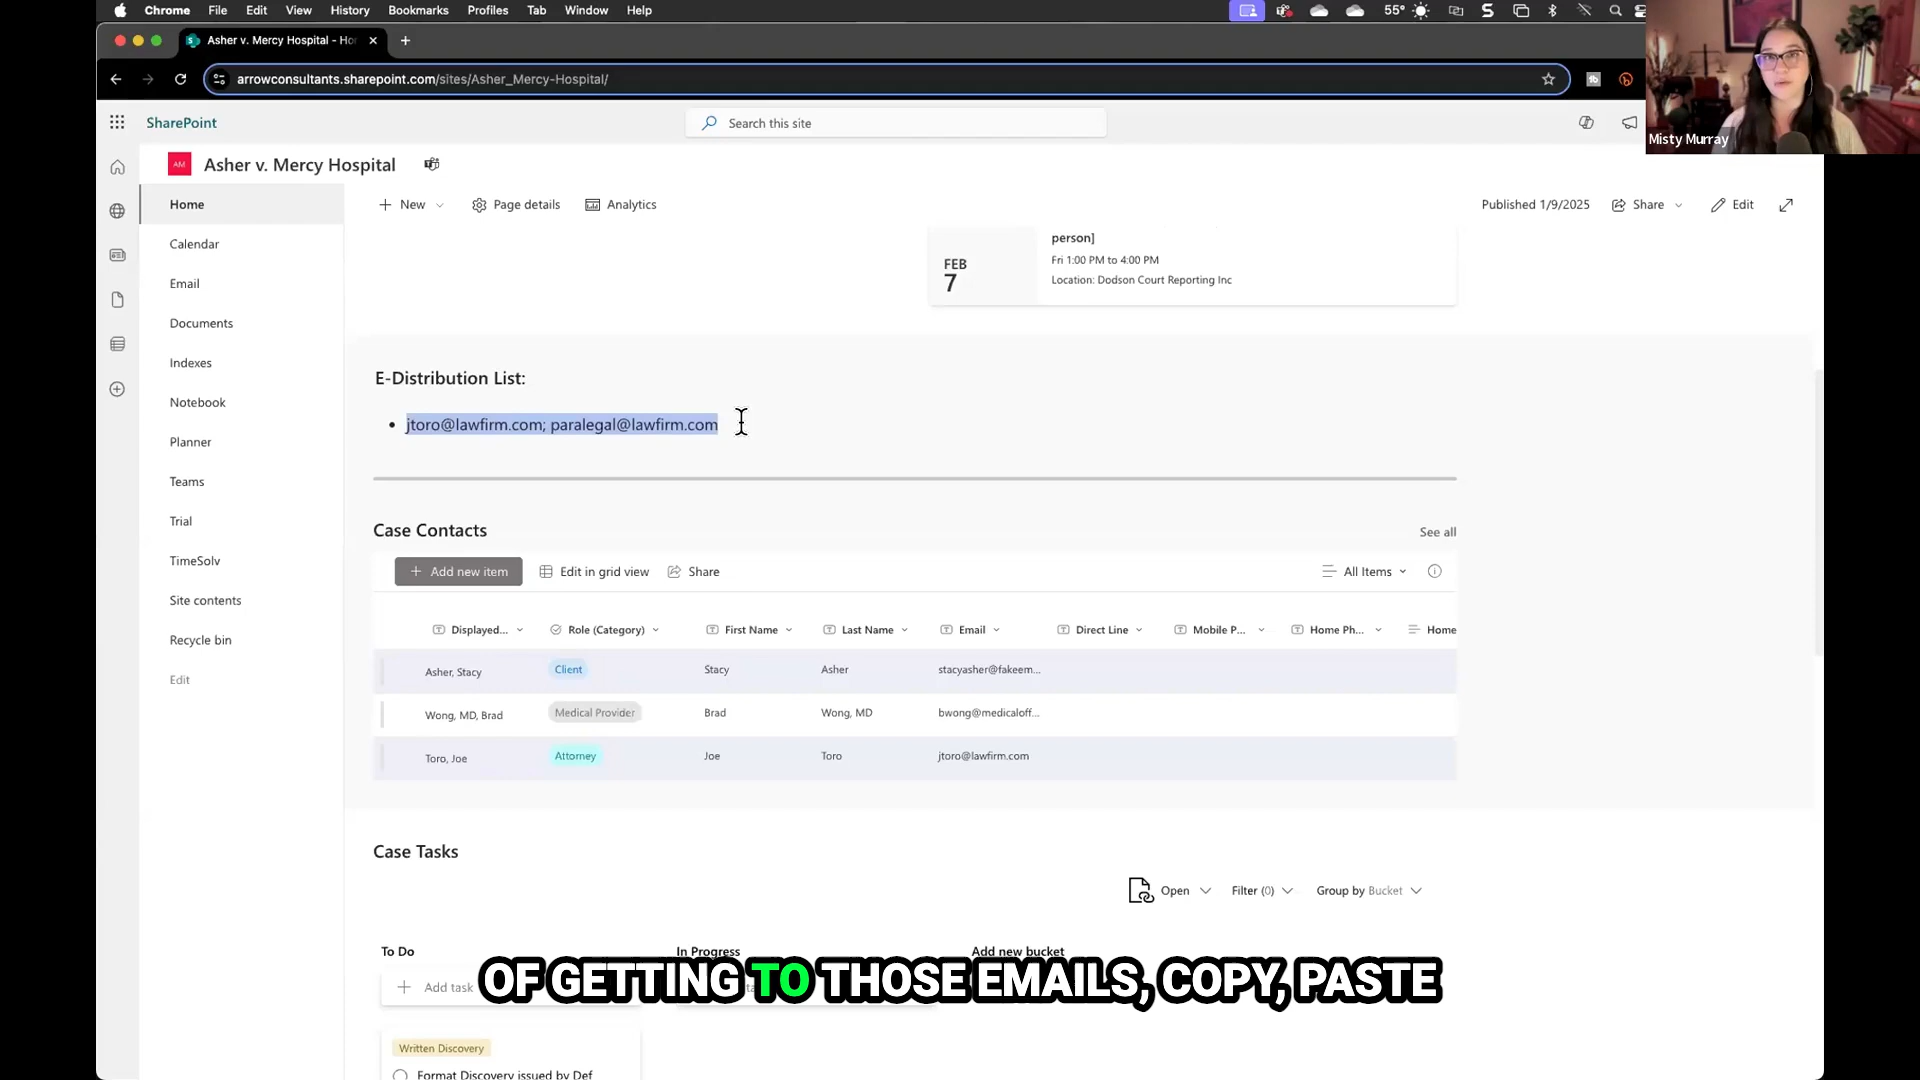 Chrome File Edit View History Bookmarks Profiles Tab Window Help
55°
Asher v. Mercy Hospital - Ho
arrowconsultants.sharepoint.com/sites/Asher_Mercy-Hospital/
Misty Murray
SharePoint
Search this site
AM Asher v. Mercy Hospital
Home
New
Page details
Analytics
Published 1/9/2025
Share
Edit
Calendar
Email
Documents
Indexes
Notebook
Planner
Teams
Trial
TimeSolv
Site contents
Recycle bin
Edit
FEB
7
person]
Fri 1:00 PM to 4:00 PM
Location: Dodson Court Reporting Inc
E-Distribution List:
• jtoro@lawfirm.com; paralegal@lawfirm.com
Case Contacts
See all
Add new item
Edit in grid view
Share
All Items
Displayed... Role (Category) First Name Last Name Email Direct Line Mobile P... Home Ph... Home
Asher, Stacy Client Stacy Asher stacyasher@fakeem...
Wong, MD, Brad Medical Provider Brad Wong, MD bwong@medicaloff...
Toro, Joe Attorney Joe Toro jtoro@lawfirm.com
Case Tasks
Open
Filter (0)
Group by Bucket
To Do
In Progress
Add new bucket
Add task
OF GETTING TO THOSE EMAILS, COPY, PASTE
Written Discovery
Format Discovery issued by Def